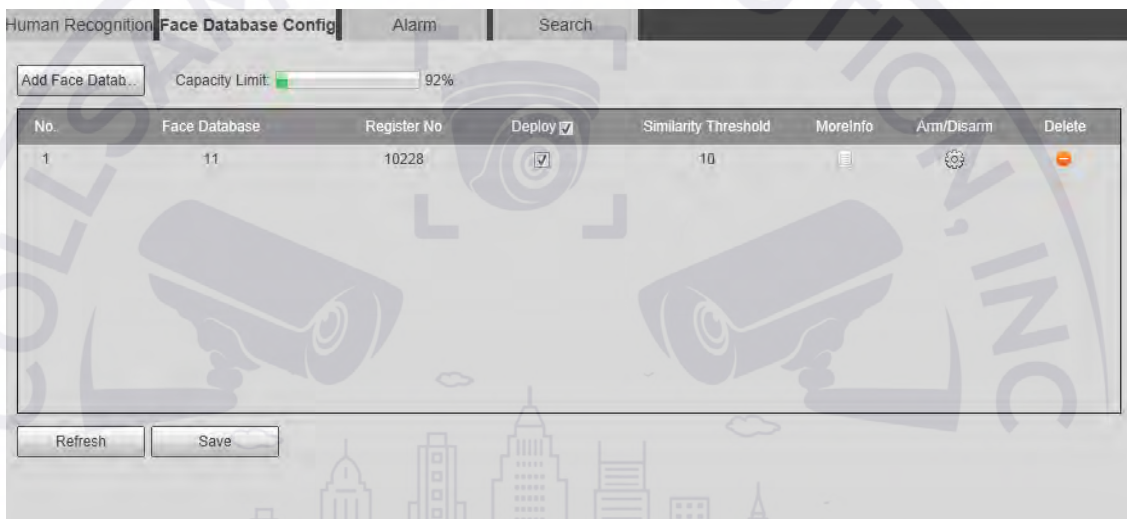 Human Recognition Face Database Config Alarm Search
Add Face Datab... Capacity Limit: 92%
No. Face Database Register No Deploy Similarity Threshold MoreInfo Arm/Disarm Delete
1 11 10228 10
Refresh Save